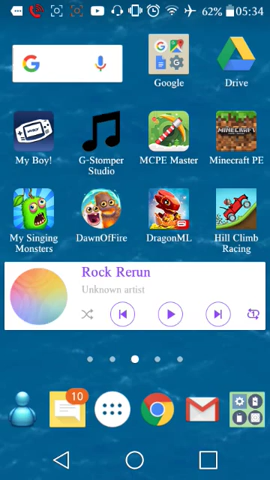 62% 05:34
G
Google
Drive
My Boy!
G-Stomper Studio
MCPE Master
MINECRAFT
Minecraft PE
My Singing Monsters
DawnOfFire
DragonML
Hill Climb Racing
Rock Rerun
Unknown artist
10